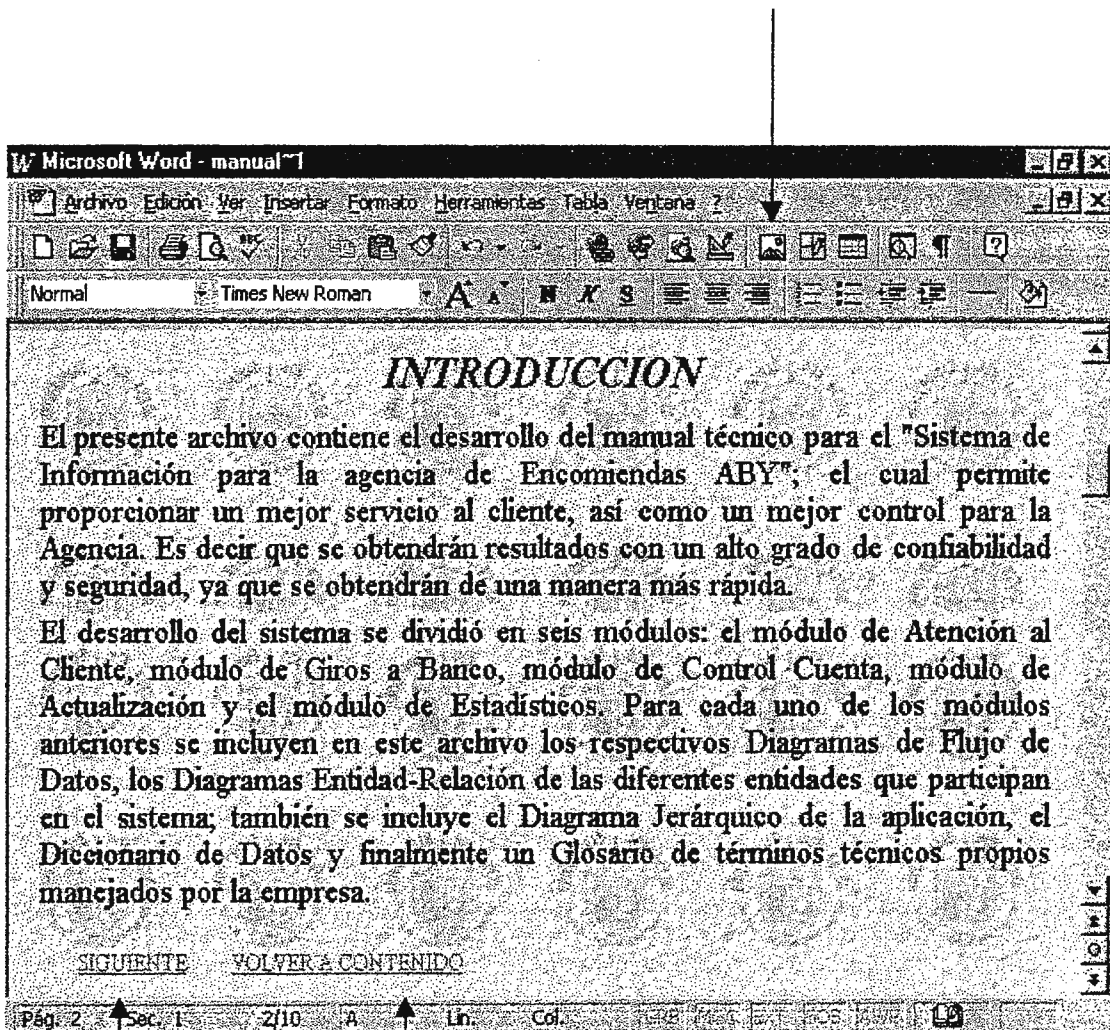 Microsoft Word - manual~1
Archivo Edición Ver Insertar Formato Herramientas Tabla Ventana ?
Normal Times New Roman A A N K S
INTRODUCCION
El presente archivo contiene el desarrollo del manual técnico para el "Sistema de
Información para la agencia de Encomiendas ABY"; el cual permite
proporcionar un mejor servicio al cliente, así como un mejor control para la
Agencia. Es decir que se obtendrán resultados con un alto grado de confiabilidad
y seguridad, ya que se obtendrán de una manera más rápida.
El desarrollo del sistema se dividió en seis módulos: el módulo de Atención al
Cliente, módulo de Giros a Banco, módulo de Control Cuenta, módulo de
Actualización y el módulo de Estadísticos. Para cada uno de los módulos
anteriores se incluyen en este archivo los respectivos Diagramas de Flujo de
Datos, los Diagramas Entidad-Relación de las diferentes entidades que participan
en el sistema; también se incluye el Diagrama Jerárquico de la aplicación, el
Diccionario de Datos y finalmente un Glosario de términos técnicos propios
manejados por la empresa.
SIGUIENTE VOLVER A CONTENIDO
Pág. 2 Sec. 1 2/10 A Lín. Col.